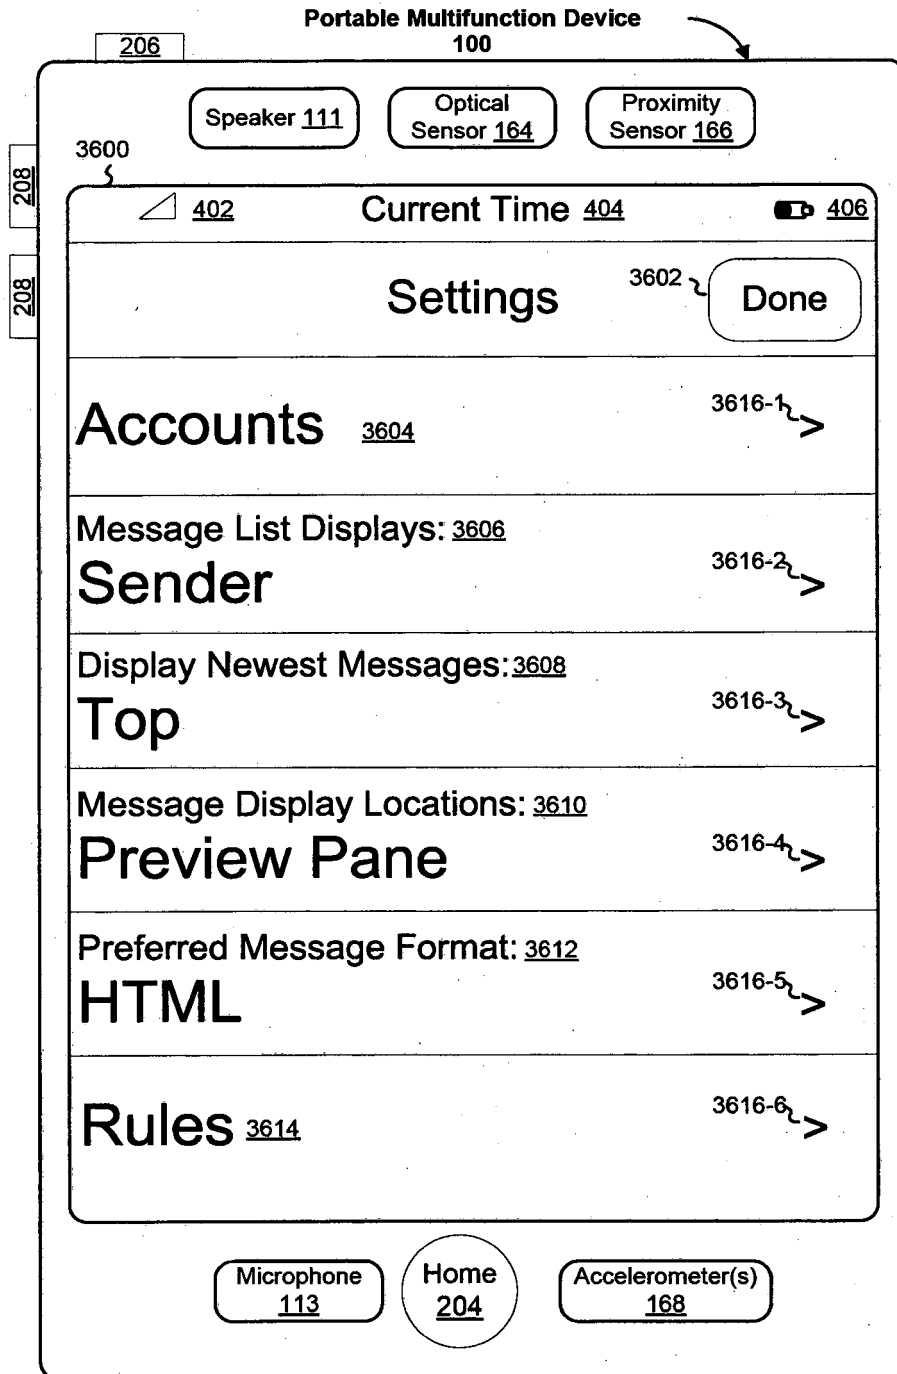 Portable Multifunction Device
100
206
Speaker 111
Optical
Sensor 164
Proximity
Sensor 166
3600
208
402
Current Time 404
406
208
Settings
3602
Done
Accounts 3604
3616-1
>
Message List Displays: 3606
Sender
3616-2
>
Display Newest Messages: 3608
Top
3616-3
>
Message Display Locations: 3610
Preview Pane
3616-4
>
Preferred Message Format: 3612
HTML
3616-5
>
Rules 3614
3616-6
>
Microphone
113
Home
204
Accelerometer(s)
168